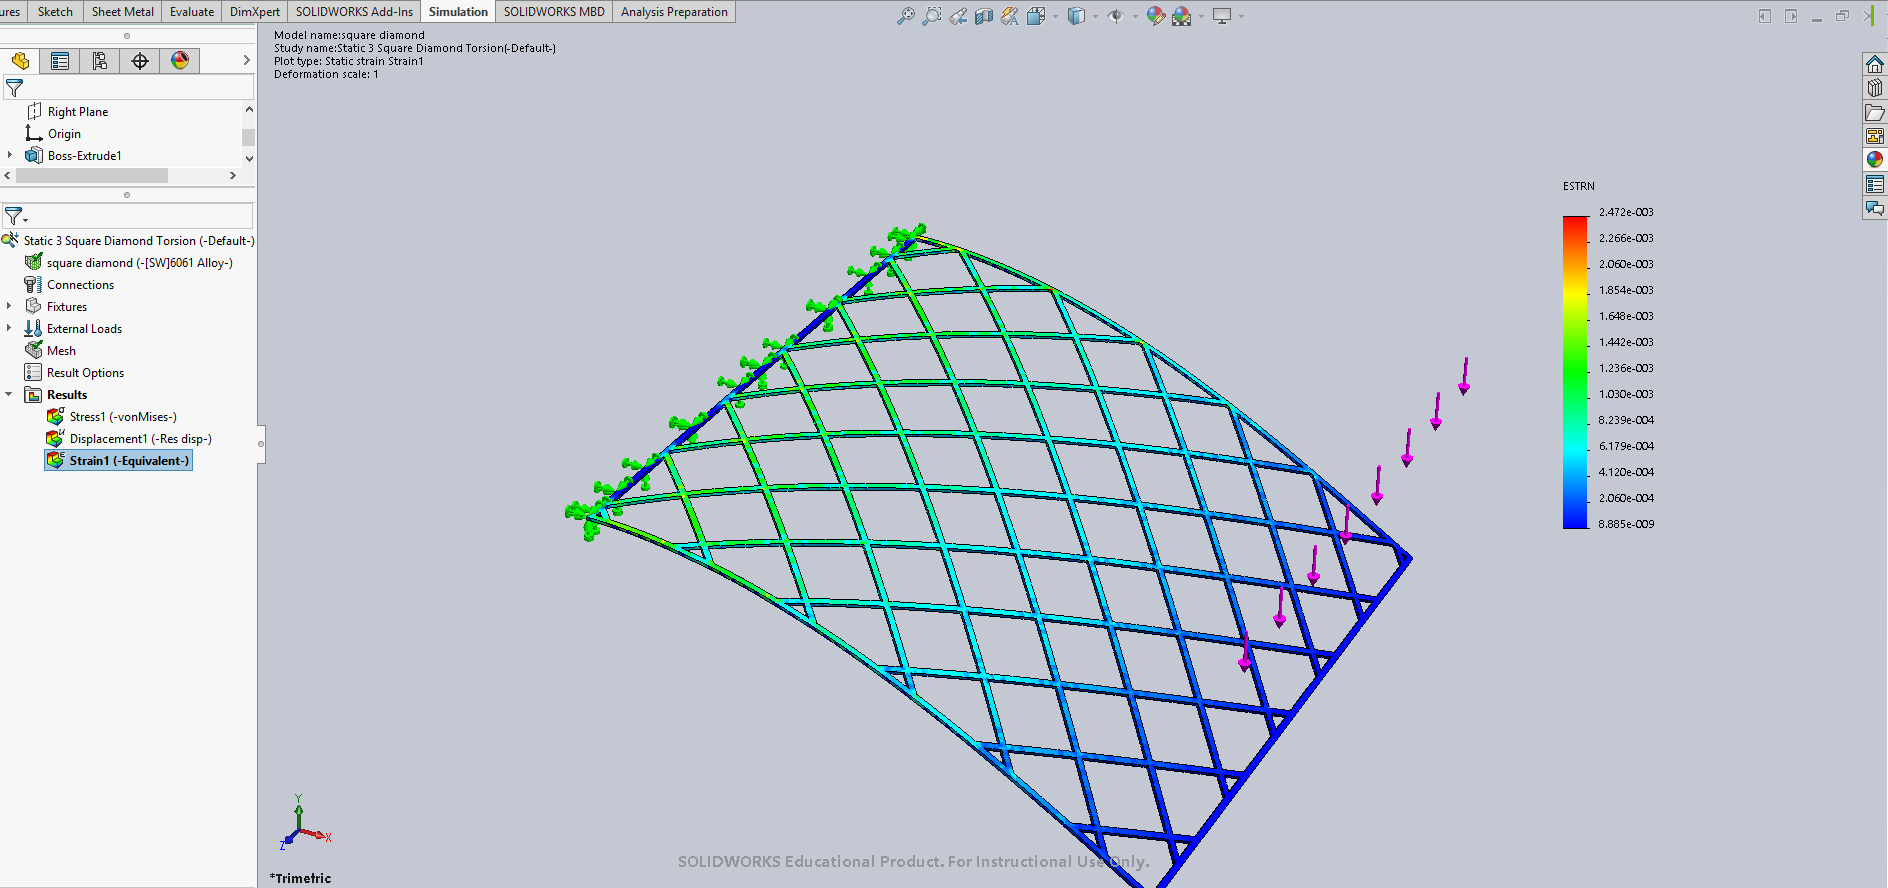 ures Sketch Sheet Metal Evaluate DimXpert SOLIDWORKS Add-Ins Simulation SOLIDWORKS MBD Analysis Preparation
Model name:square diamond
Study name:Static 3 Square Diamond Torsion(-Default-)
Plot type: Static strain Strain1
Deformation scale: 1
Right Plane
Origin
Boss-Extrude1
Static 3 Square Diamond Torsion (-Default-)
square diamond (-[SW]6061 Alloy-)
Connections
Fixtures
External Loads
Mesh
Result Options
Results
Stress1 (-vonMises-)
Displacement1 (-Res disp-)
Strain1 (-Equivalent-)
ESTRN
2.472e-003
2.266e-003
2.060e-003
1.854e-003
1.648e-003
1.442e-003
1.236e-003
1.030e-003
8.239e-004
6.179e-004
4.120e-004
2.060e-004
8.885e-009
Y
X
Z
SOLIDWORKS Educational Product. For Instructional Use Only.
*Trimetric